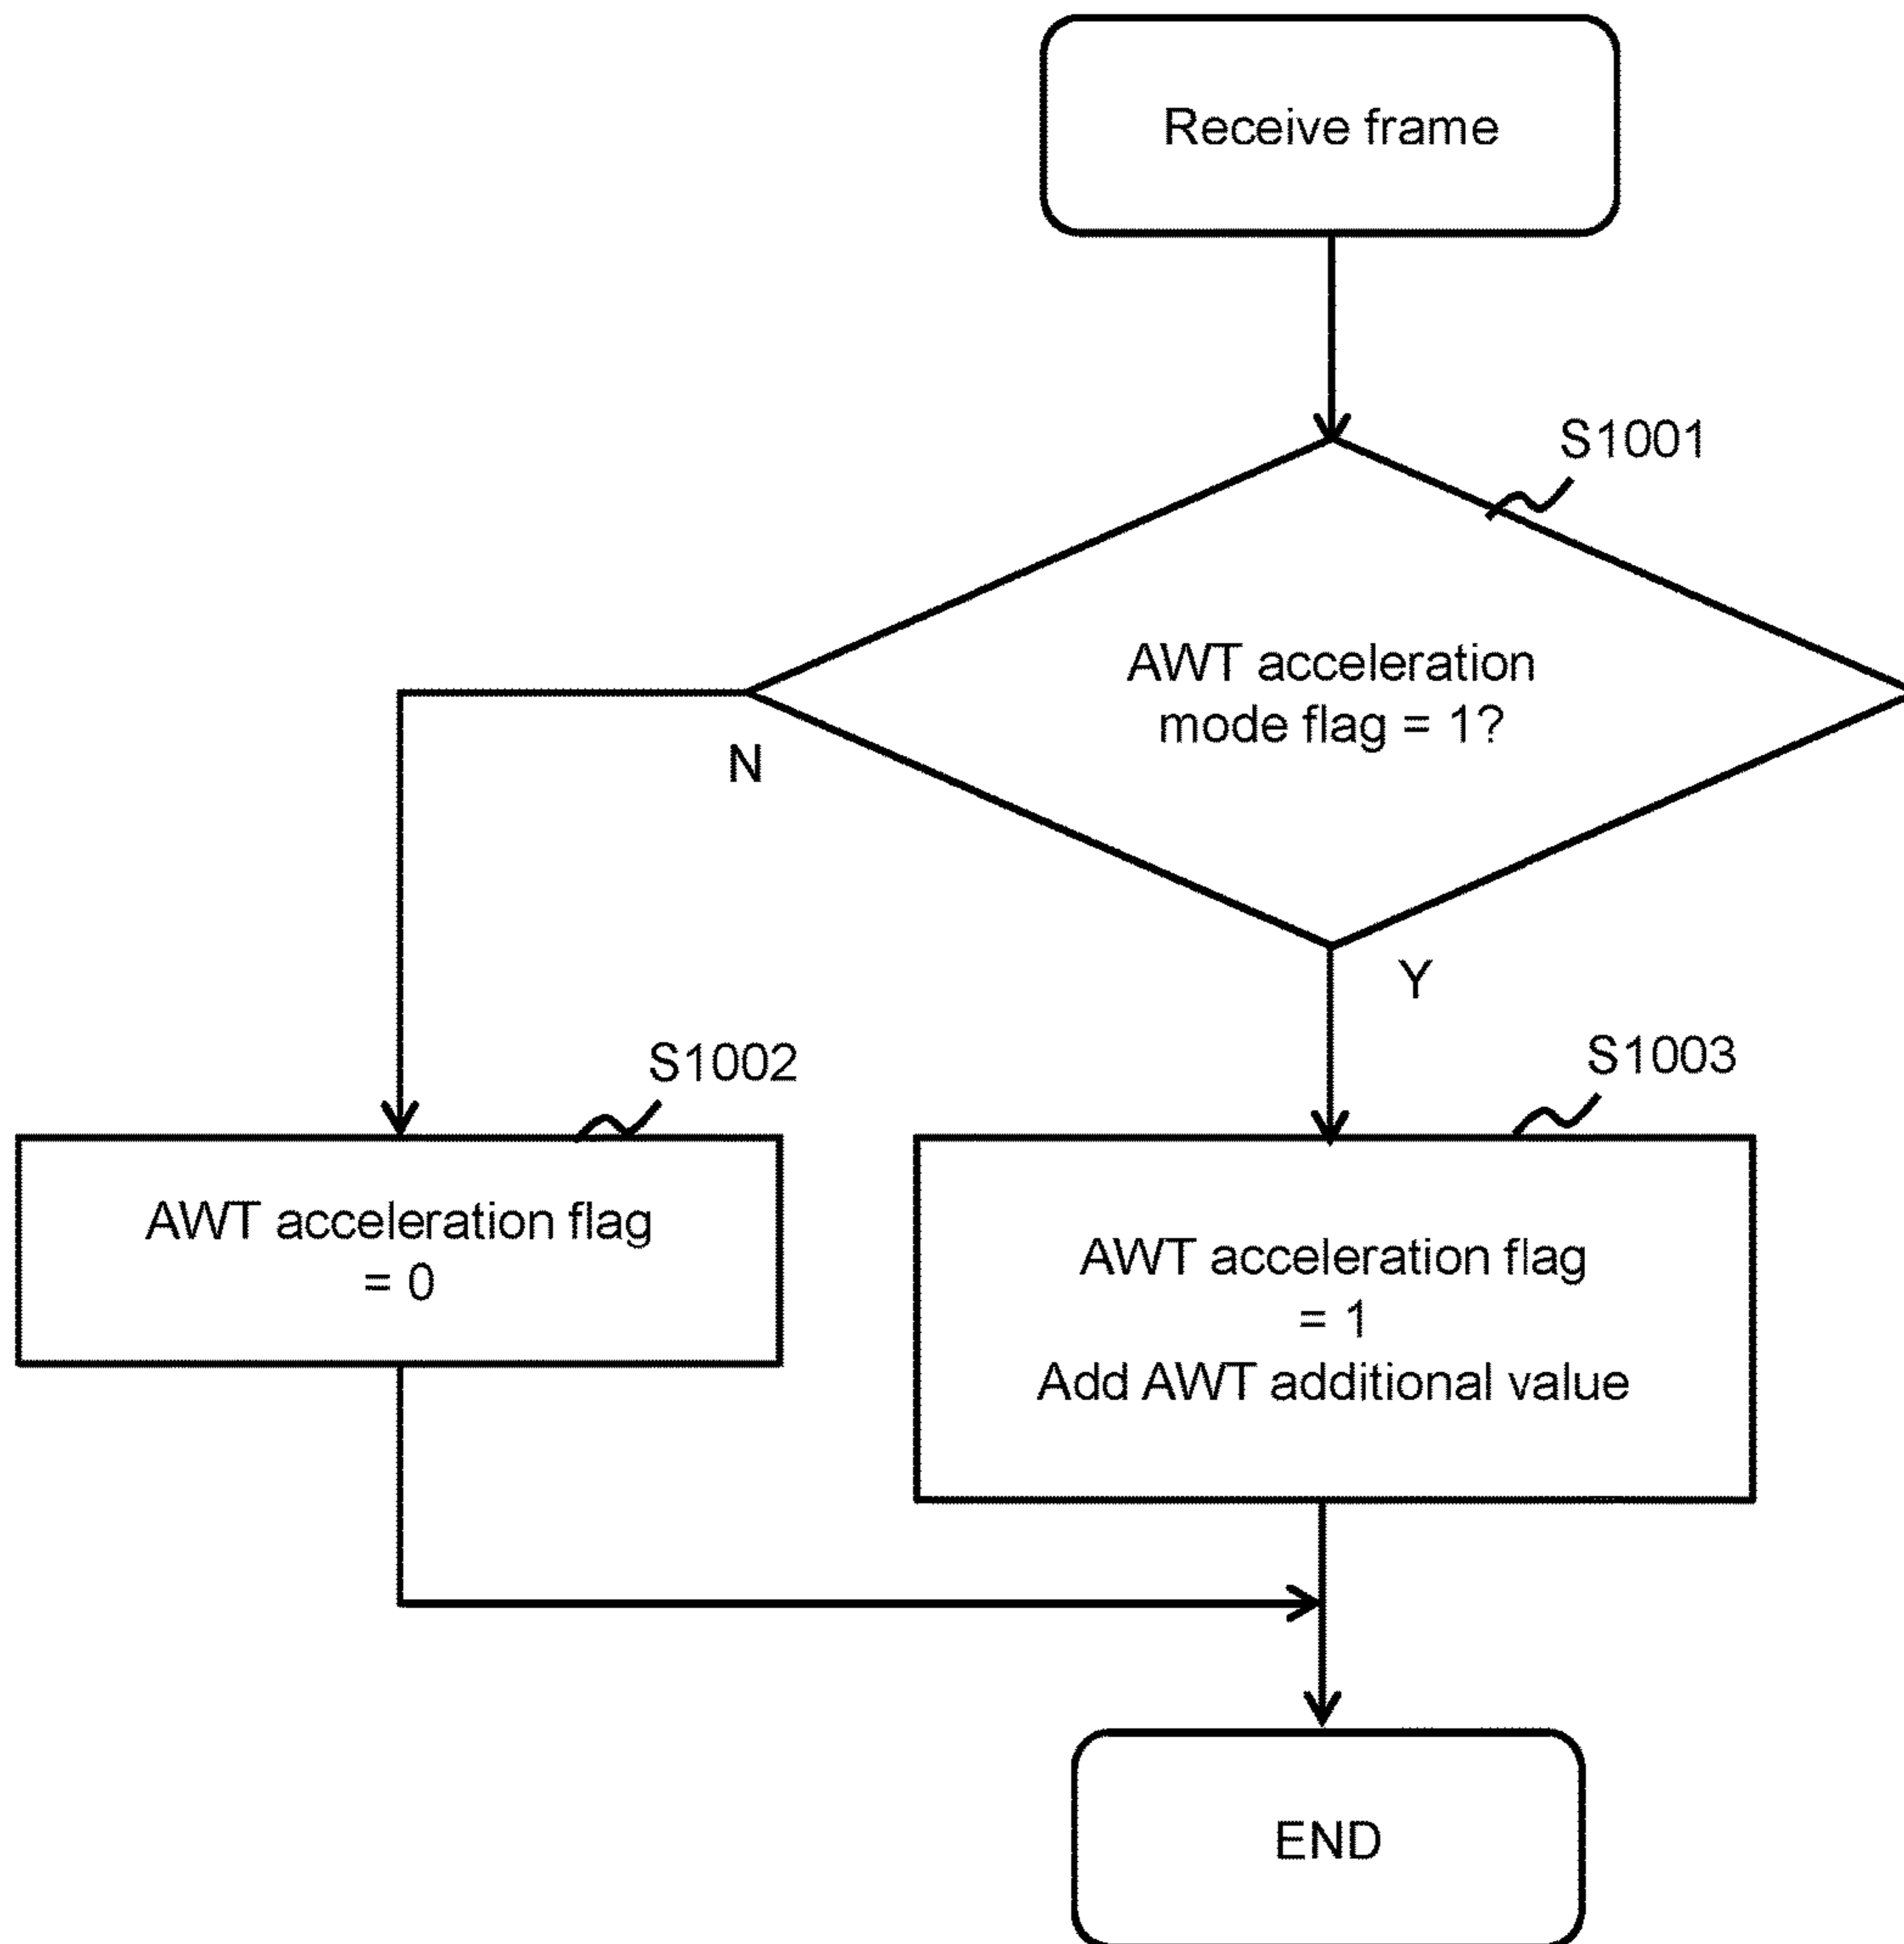 Receive frame
S1001
AWT acceleration
mode flag = 1?
N
Y
S1002
AWT acceleration flag
= 0
S1003
AWT acceleration flag
= 1
Add AWT additional value
END